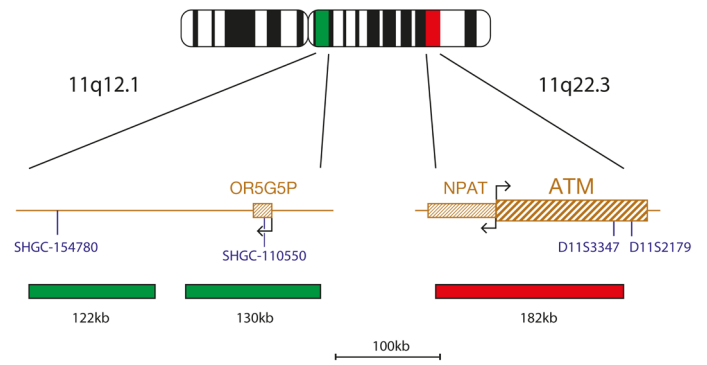 11q12.1
11q22.3
OR5G5P
NPAT
ATM
SHGC-154780
SHGC-110550
D11S3347
D11S2179
122kb
130kb
182kb
100kb